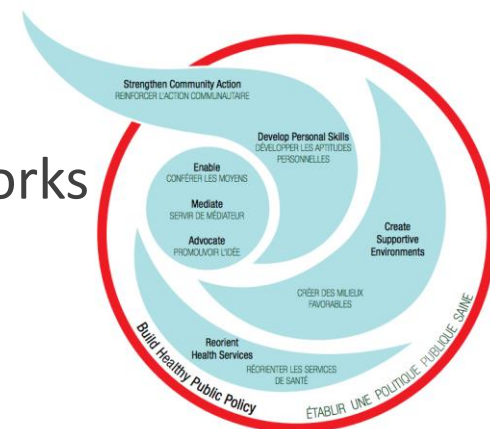 Strengthen Community Action
REINFORCER L'ACTION COMMUNAUTAIRE
Develop Personal Skills
DÉVELOPPER LES APTITUDES
PERSONNELLES
orks
Enable
CONFÉRER LES MOYENS
Mediate
SERVIR DE MÉDIATEUR
Advocate
PROMOUVOIR L'IDÉE
Create
Supportive
Environments
CRÉER DES MILIEUX
FAVORABLES
Reorient
Health Services
RÉORIENTER LES SERVICES
DE SANTÉ
Build Healthy Public Policy
ÉTABLIR UNE POLITIQUE PUBLIQUE SAINE